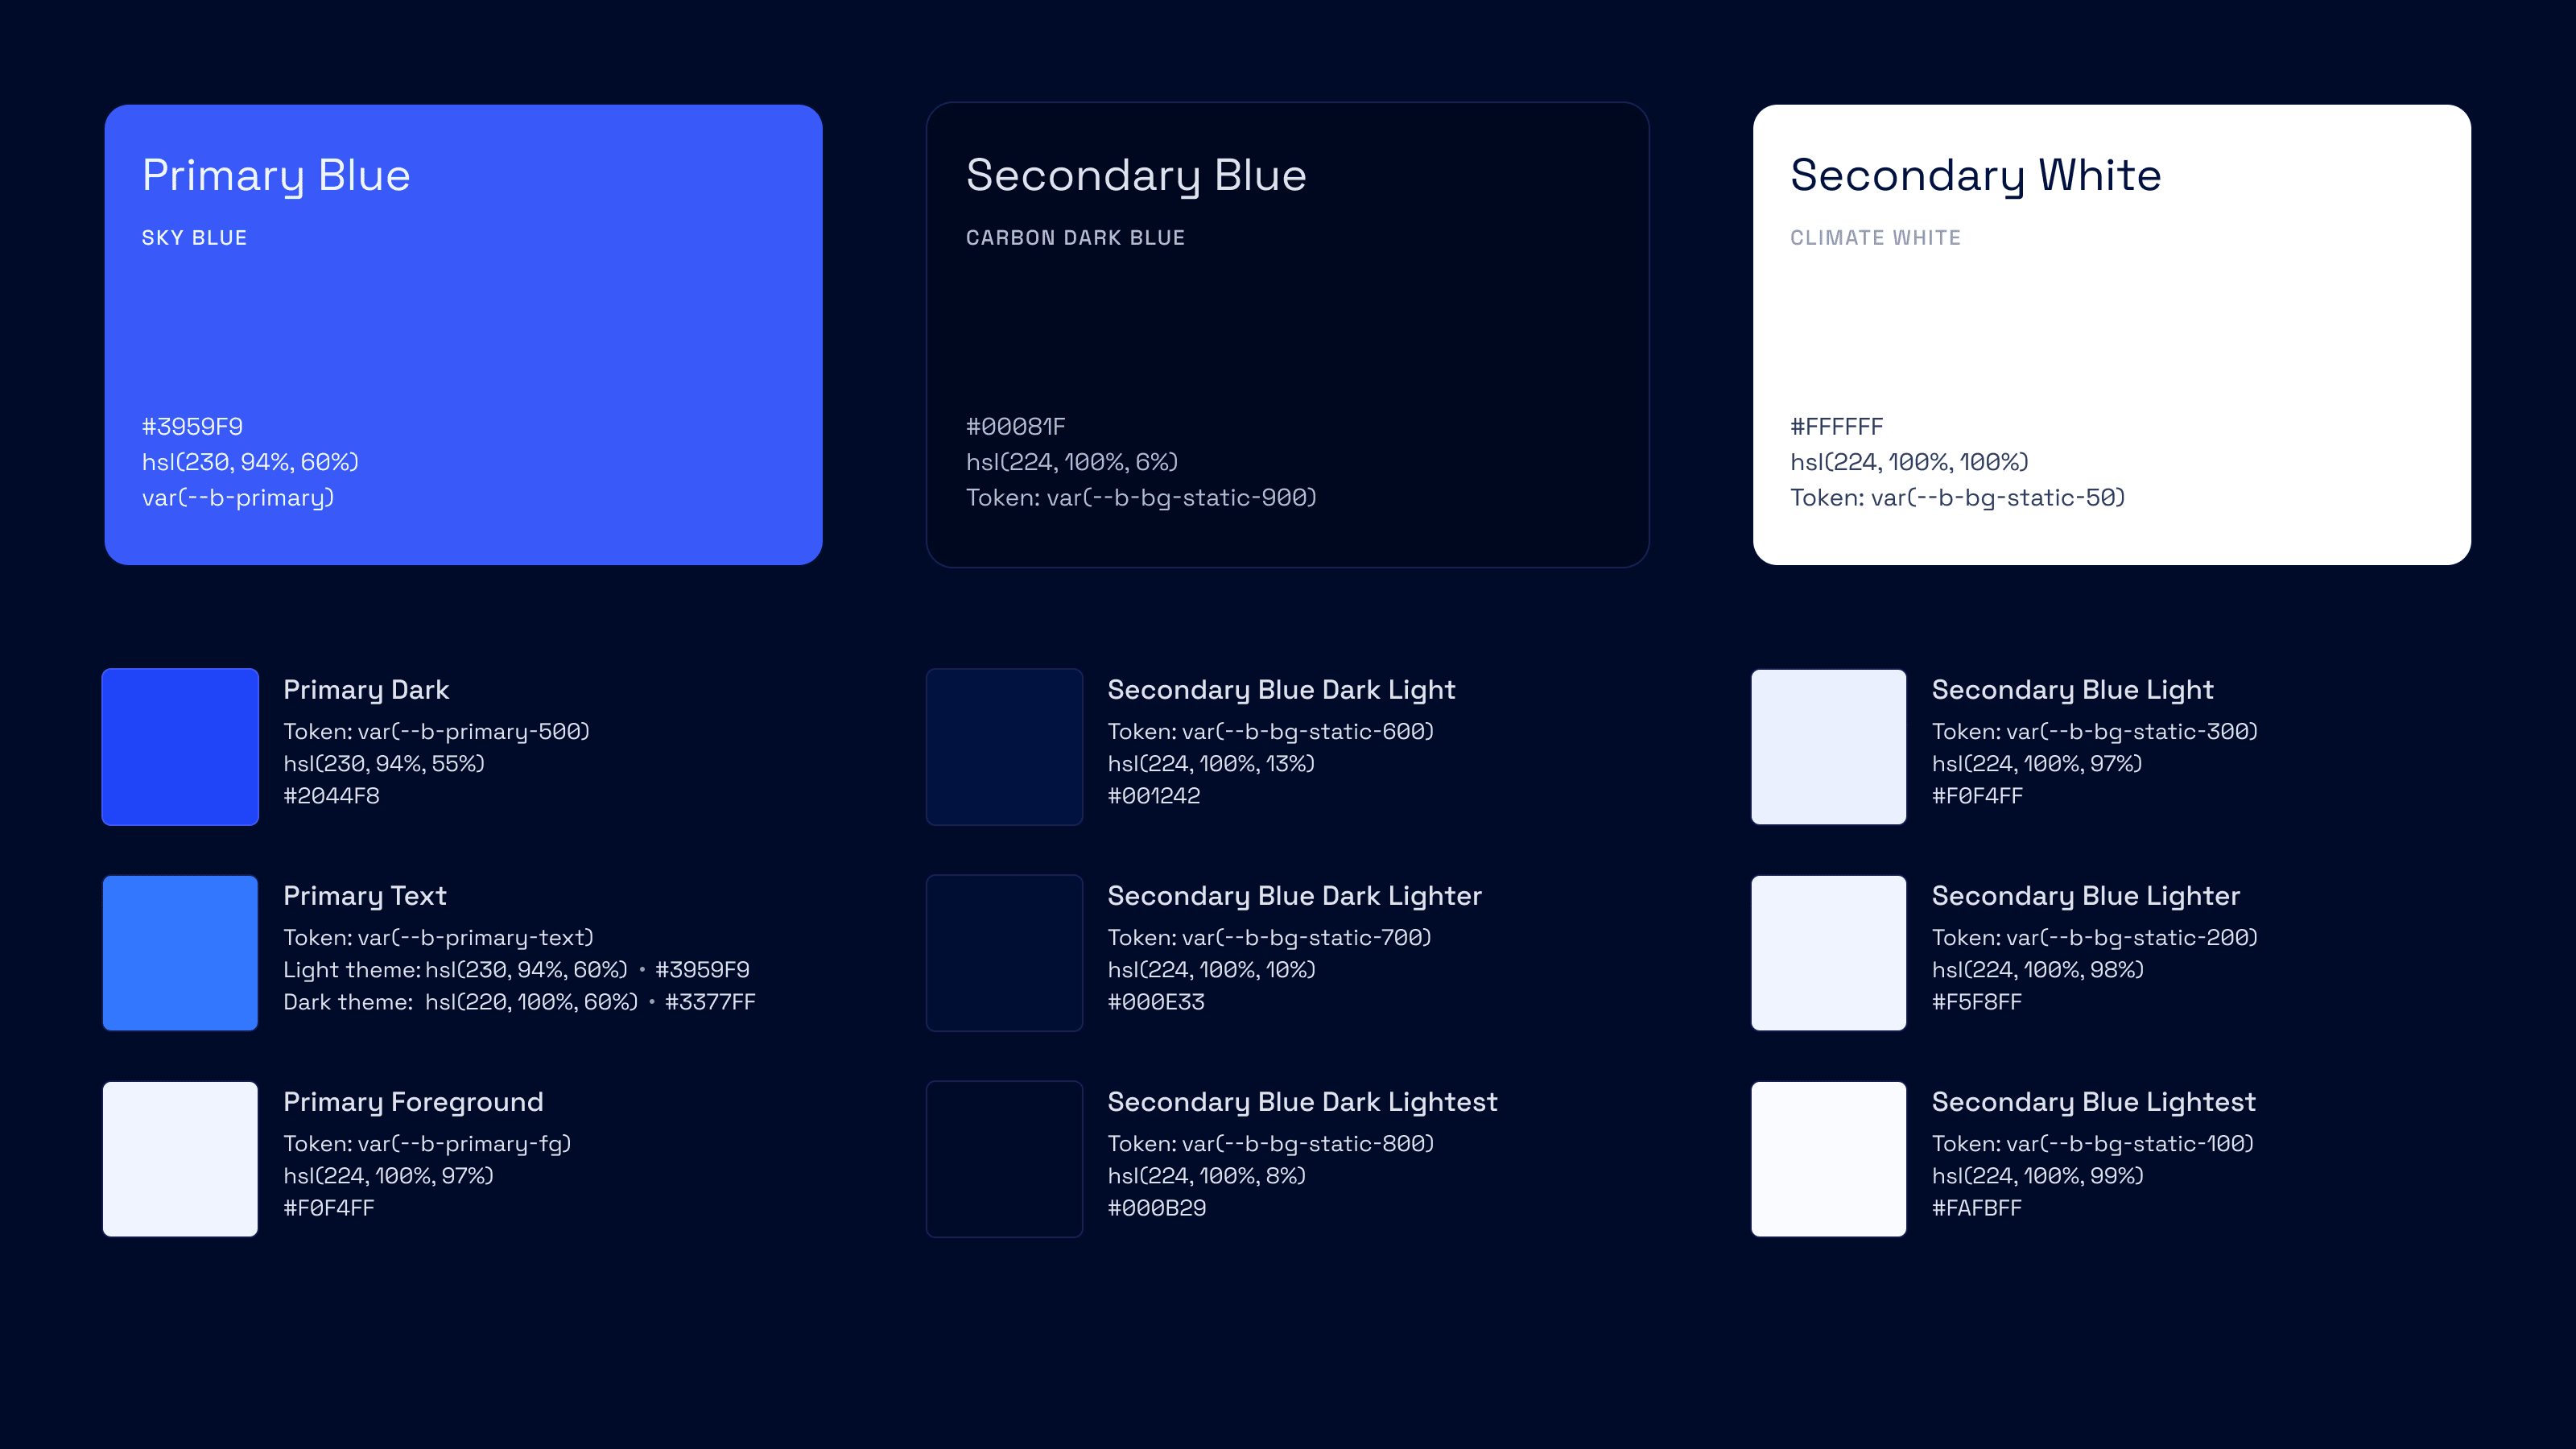 Primary Blue
SKY BLUE
#3959F9
hsl(230, 94%, 60%)
var(--b-primary)
Secondary Blue
CARBON DARK BLUE
#00081F
hsl(224, 100%, 6%)
Token: var(--b-bg-static-900)
Secondary White
CLIMATE WHITE
#FFFFFF
hsl(224, 100%, 100%)
Token: var(--b-bg-static-50)
Primary Dark
Token: var(--b-primary-500)
hsl(230, 94%, 55%)
#2044F8
Primary Text
Token: var(--b-primary-text)
Light theme: hsl(230, 94%, 60%) • #3959F9
Dark theme: hsl(220, 100%, 60%) • #3377FF
Primary Foreground
Token: var(--b-primary-fg)
hsl(224, 100%, 97%)
#F0F4FF
Secondary Blue Dark Light
Token: var(--b-bg-static-600)
hsl(224, 100%, 13%)
#001242
Secondary Blue Dark Lighter
Token: var(--b-bg-static-700)
hsl(224, 100%, 10%)
#000E33
Secondary Blue Dark Lightest
Token: var(--b-bg-static-800)
hsl(224, 100%, 8%)
#000B29
Secondary Blue Light
Token: var(--b-bg-static-300)
hsl(224, 100%, 97%)
#F0F4FF
Secondary Blue Lighter
Token: var(--b-bg-static-200)
hsl(224, 100%, 98%)
#F5F8FF
Secondary Blue Lightest
Token: var(--b-bg-static-100)
hsl(224, 100%, 99%)
#FAFBFF